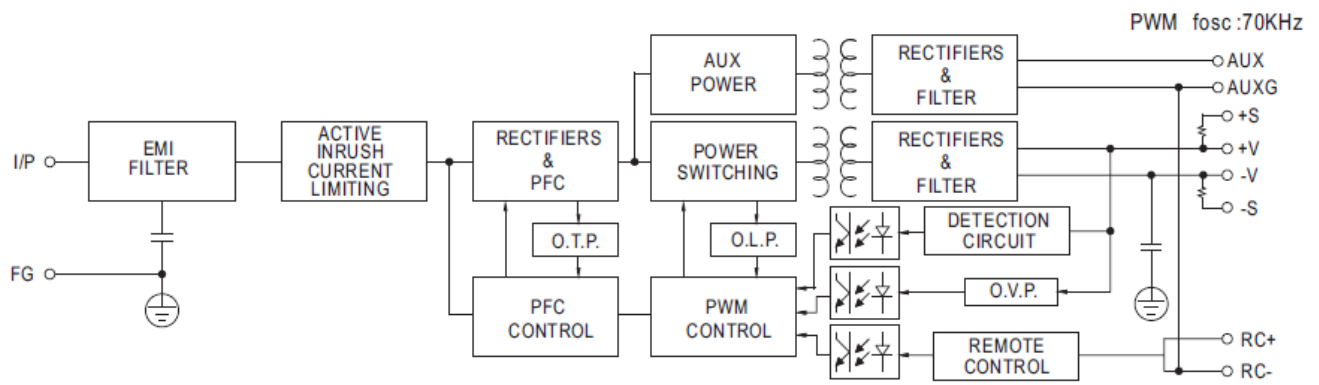 PWM fosc :70KHz
AUX
POWER
RECTIFIERS
&
FILTER
AUX
AUXG
I/P
EMI
FILTER
ACTIVE
INRUSH
CURRENT
LIMITING
RECTIFIERS
&
PFC
POWER
SWITCHING
RECTIFIERS
&
FILTER
+S
+V
-V
-S
O.T.P.
O.L.P.
DETECTION
CIRCUIT
FG
PFC
CONTROL
PWM
CONTROL
O.V.P.
REMOTE
CONTROL
RC+
RC-